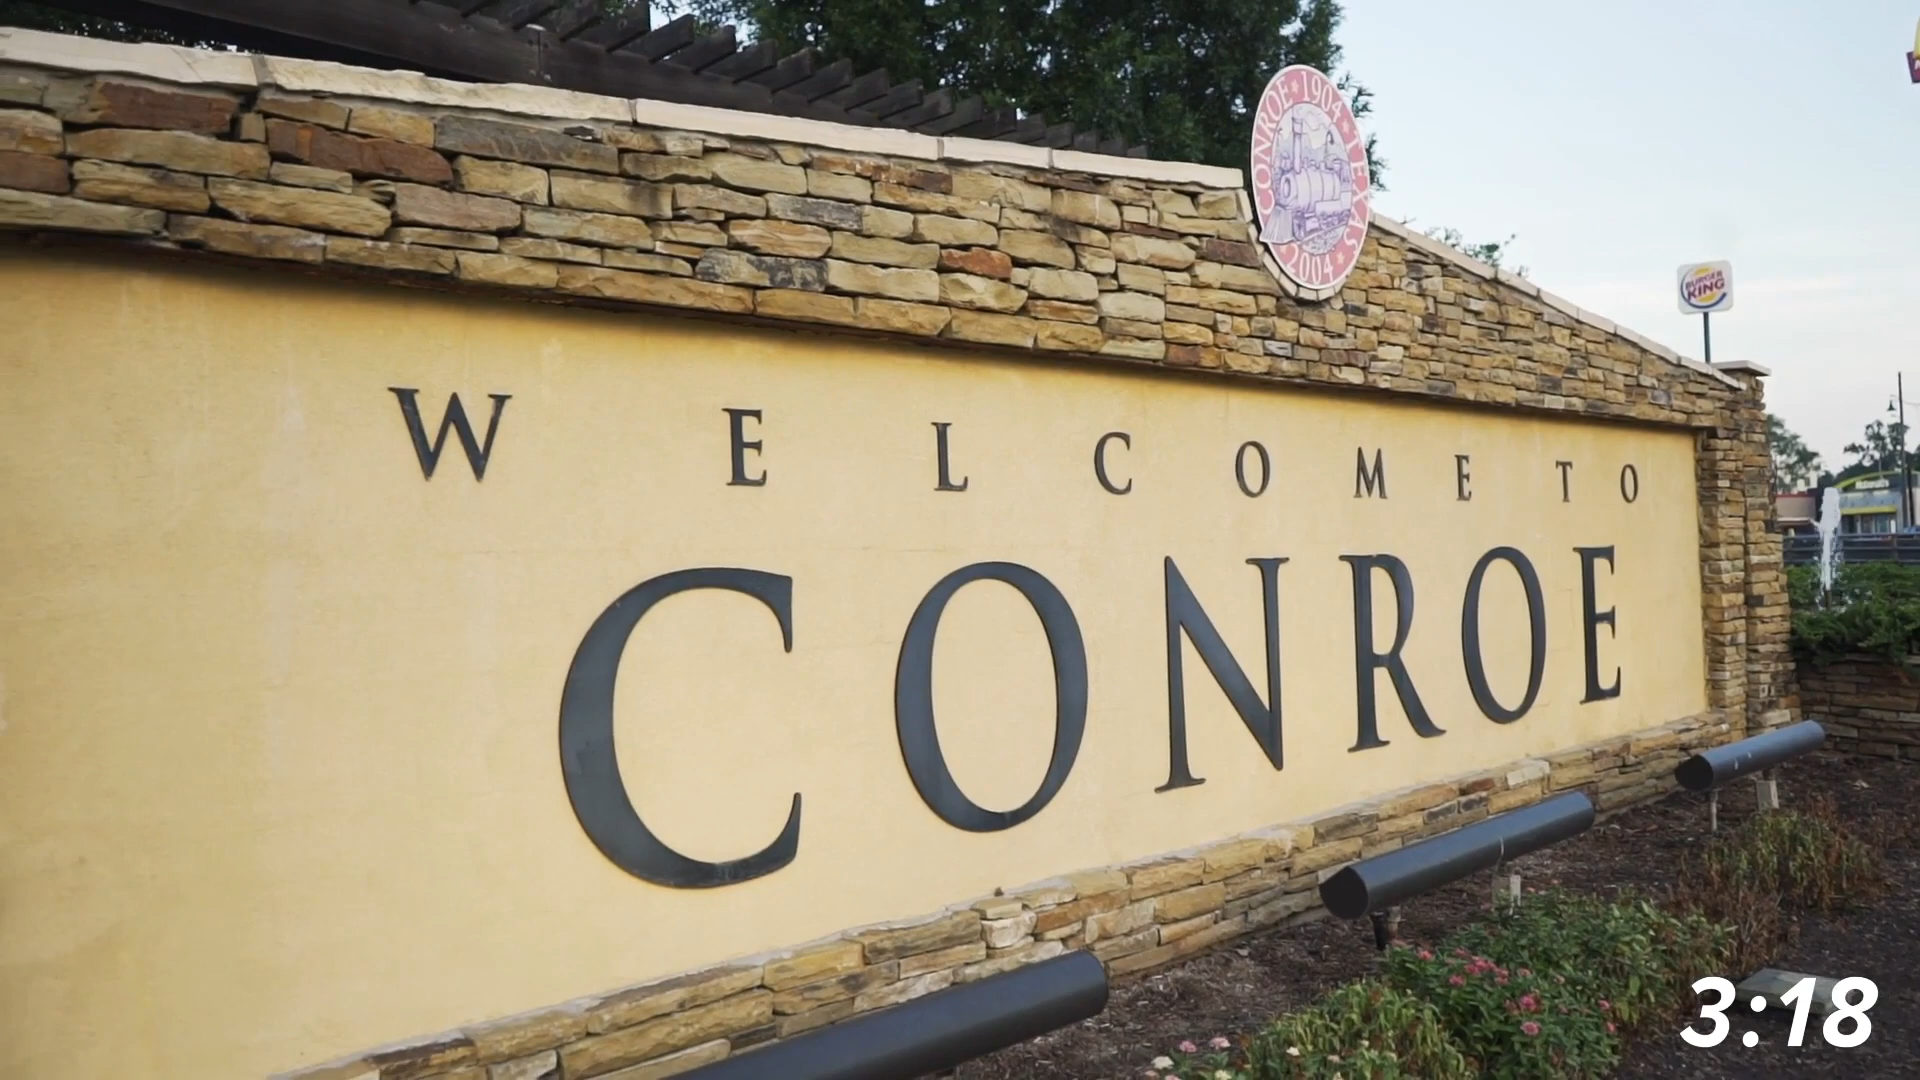 CONROE ★ 1904 ★ TEXAS ★ 2004 ★
BURGER
KING
WELCOME TO
CONROE
3:18